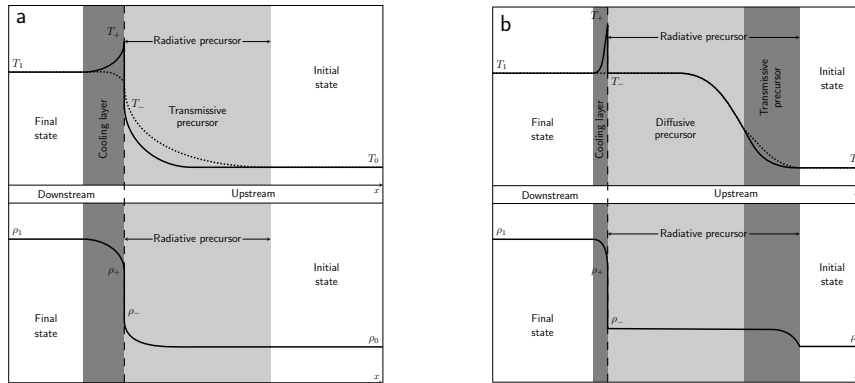 a
T₊
Radiative precursor
T₁
Initial
state
T₋
Final
state
Cooling layer
Transmissive
precursor
T₀
x
Downstream
Upstream
ρ₁
Radiative precursor
ρ₊
Initial
state
Final
state
ρ₋
ρ₀
x
b
T₊
Radiative precursor
T₁
Initial
state
T₋
Final
state
Cooling layer
Diffusive
precursor
Transmissive
precursor
T
x
Downstream
Upstream
ρ₁
Radiative precursor
ρ₊
Initial
state
Final
state
ρ₋
ρ
x